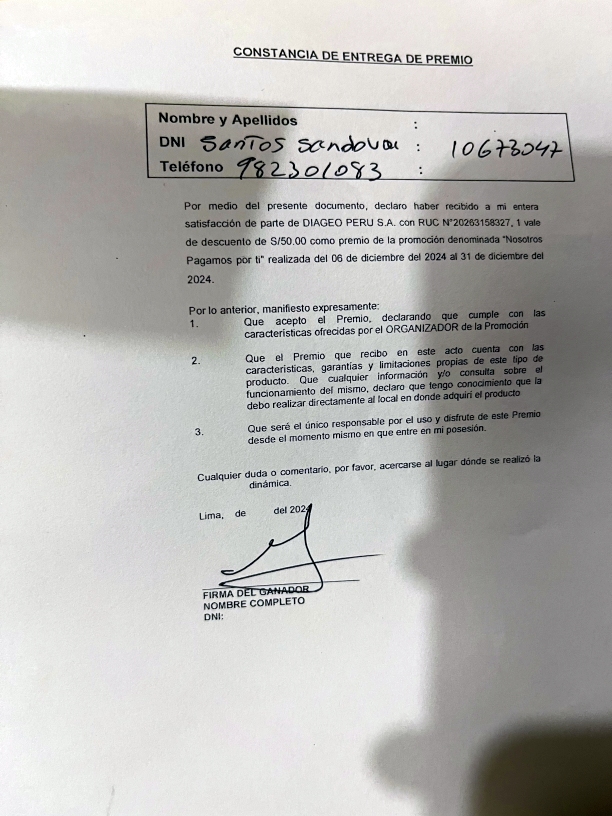 CONSTANCIA DE ENTREGA DE PREMIO
Nombre y Apellidos :
DNI Santos Sandoval : 10673047
Teléfono 982301083 :
Por medio del presente documento, declaro haber recibido a mi entera
satisfacción de parte de DIAGEO PERU S.A. con RUC N°20263158327, 1 vale
de descuento de S/50.00 como premio de la promoción denominada "Nosotros
Pagamos por ti" realizada del 06 de diciembre del 2024 al 31 de diciembre del
2024.
Por lo anterior, manifiesto expresamente:
1. Que acepto el Premio, declarando que cumple con las
características ofrecidas por el ORGANIZADOR de la Promoción
2. Que el Premio que recibo en este acto cuenta con las
características, garantías y limitaciones propias de este tipo de
producto. Que cualquier información y/o consulta sobre el
funcionamiento del mismo, declaro que tengo conocimiento que la
debo realizar directamente al local en donde adquirí el producto
3. Que seré el único responsable por el uso y disfrute de este Premio
desde el momento mismo en que entre en mi posesión.
Cualquier duda o comentario, por favor, acercarse al lugar dónde se realizó la
dinámica.
Lima, de del 2024
FIRMA DEL GANADOR
NOMBRE COMPLETO
DNI: